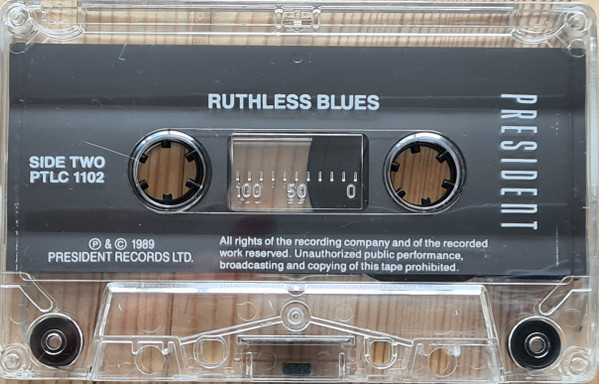 RUTHLESS BLUES
PRESIDENT
SIDE TWO
PTLC 1102
100 50 0
Ⓟ & © 1989
PRESIDENT RECORDS LTD.
All rights of the recording company and of the recorded
work reserved. Unauthorized public performance,
broadcasting and copying of this tape prohibited.